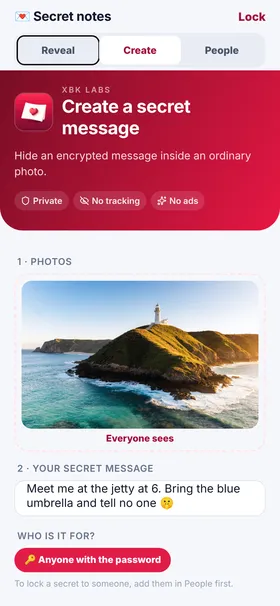 💌 Secret notes
Lock
Reveal
Create
People
XBK LABS
Create a secret
message
Hide an encrypted message inside an ordinary
photo.
Private
No tracking
No ads
1 · PHOTOS
Everyone sees
2 · YOUR SECRET MESSAGE
Meet me at the jetty at 6. Bring the blue
umbrella and tell no one 🤫
WHO IS IT FOR?
🔑 Anyone with the password
To lock a secret to someone, add them in People first.